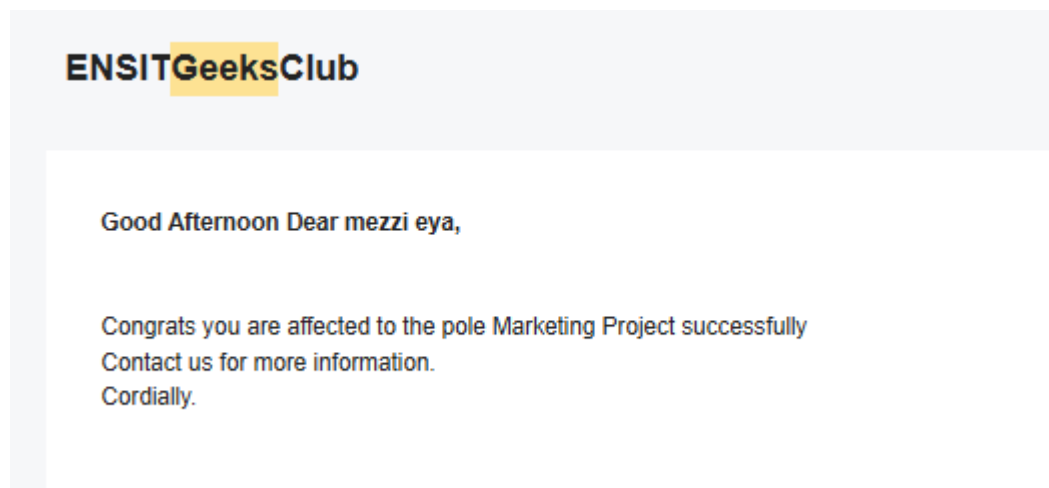 ENSITGeeksClub
Good Afternoon Dear mezzi eya,
Congrats you are affected to the pole Marketing Project successfully
Contact us for more information.
Cordially.